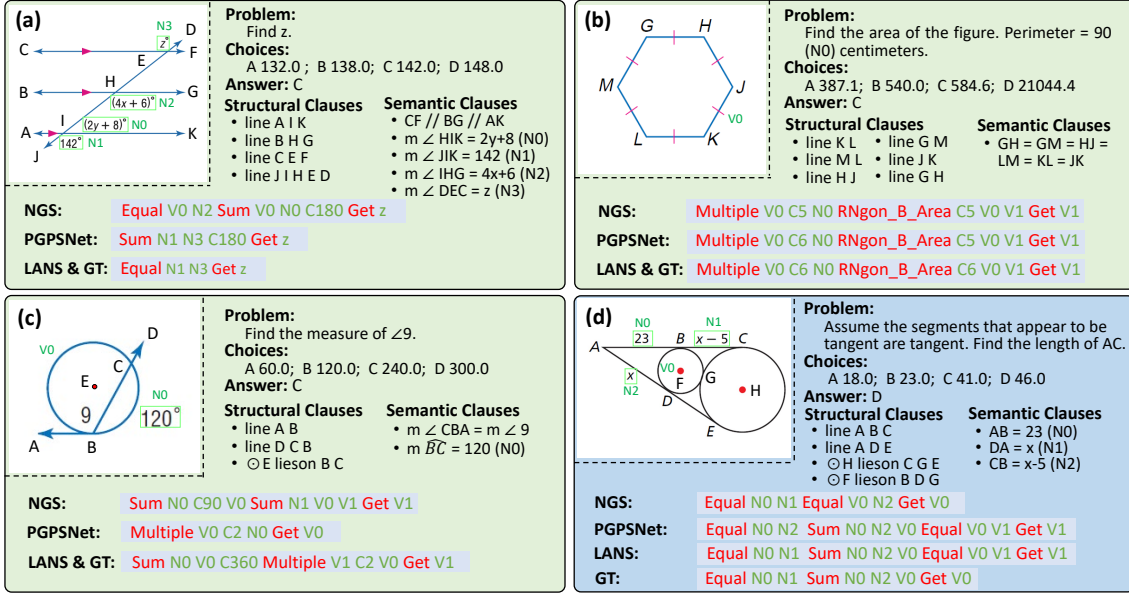 (a)
N3
D
z°
C
F
E
H
B
G
(4x + 6)° N2
I
(2y + 8)° N0
A
K
142° N1
J
Problem:
Find z.
Choices:
A 132.0 ; B 138.0; C 142.0; D 148.0
Answer: C
Structural Clauses
• line A I K
• line B H G
• line C E F
• line J I H E D
Semantic Clauses
• CF // BG // AK
• m ∠ HIK = 2y+8 (N0)
• m ∠ JIK = 142 (N1)
• m ∠ IHG = 4x+6 (N2)
• m ∠ DEC = z (N3)
NGS: Equal V0 N2 Sum V0 N0 C180 Get z
PGPSNet: Sum N1 N3 C180 Get z
LANS & GT: Equal N1 N3 Get z
(b)
G H
M J
V0
L K
Problem:
Find the area of the figure. Perimeter = 90
(N0) centimeters.
Choices:
A 387.1; B 540.0; C 584.6; D 21044.4
Answer: C
Structural Clauses
• line K L • line G M
• line M L • line J K
• line H J • line G H
Semantic Clauses
• GH = GM = HJ =
LM = KL = JK
NGS: Multiple V0 C5 N0 RNgon_B_Area C5 V0 V1 Get V1
PGPSNet: Multiple V0 C6 N0 RNgon_B_Area C5 V0 V1 Get V1
LANS & GT: Multiple V0 C6 N0 RNgon_B_Area C6 V0 V1 Get V1
(c)
D
V0
C
E
N0
9
120°
A
B
Problem:
Find the measure of ∠9.
Choices:
A 60.0; B 120.0; C 240.0; D 300.0
Answer: C
Structural Clauses
• line A B
• line D C B
• ⊙E lieson B C
Semantic Clauses
• m ∠ CBA = m ∠ 9
• m B͡C = 120 (N0)
NGS: Sum N0 C90 V0 Sum N1 V0 V1 Get V1
PGPSNet: Multiple V0 C2 N0 Get V0
LANS & GT: Sum N0 V0 C360 Multiple V1 C2 V0 Get V1
(d)
N0 N1
23 B x − 5 C
A
V0
x F G H
N2
D
E
Problem:
Assume the segments that appear to be
tangent are tangent. Find the length of AC.
Choices:
A 18.0; B 23.0; C 41.0; D 46.0
Answer: D
Structural Clauses
• line A B C
• line A D E
• ⊙H lieson C G E
• ⊙F lieson B D G
Semantic Clauses
• AB = 23 (N0)
• DA = x (N1)
• CB = x-5 (N2)
NGS: Equal N0 N1 Equal V0 N2 Get V0
PGPSNet: Equal N0 N2 Sum N0 N2 V0 Equal V0 V1 Get V1
LANS: Equal N0 N1 Sum N0 N2 V0 Equal V0 V1 Get V1
GT: Equal N0 N1 Sum N0 N2 V0 Get V0